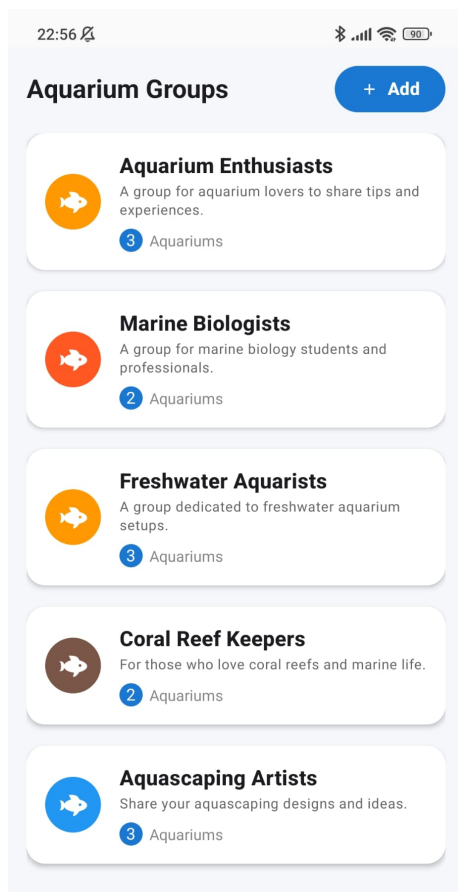 22:56
90
Aquarium Groups
+ Add
Aquarium Enthusiasts
A group for aquarium lovers to share tips and
experiences.
3 Aquariums
Marine Biologists
A group for marine biology students and
professionals.
2 Aquariums
Freshwater Aquarists
A group dedicated to freshwater aquarium
setups.
3 Aquariums
Coral Reef Keepers
For those who love coral reefs and marine life.
2 Aquariums
Aquascaping Artists
Share your aquascaping designs and ideas.
3 Aquariums